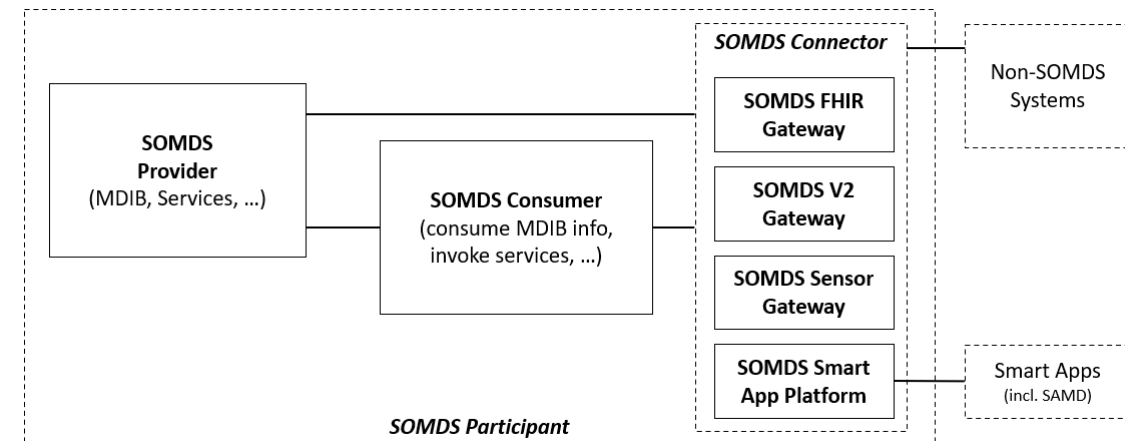 SOMDS Connector
Non-SOMDS
Systems
SOMDS FHIR
Gateway
SOMDS
Provider
(MDIB, Services, …)
SOMDS Consumer
(consume MDIB info,
invoke services, …)
SOMDS V2
Gateway
SOMDS Sensor
Gateway
SOMDS Smart
App Platform
Smart Apps
(incl. SAMD)
SOMDS Participant